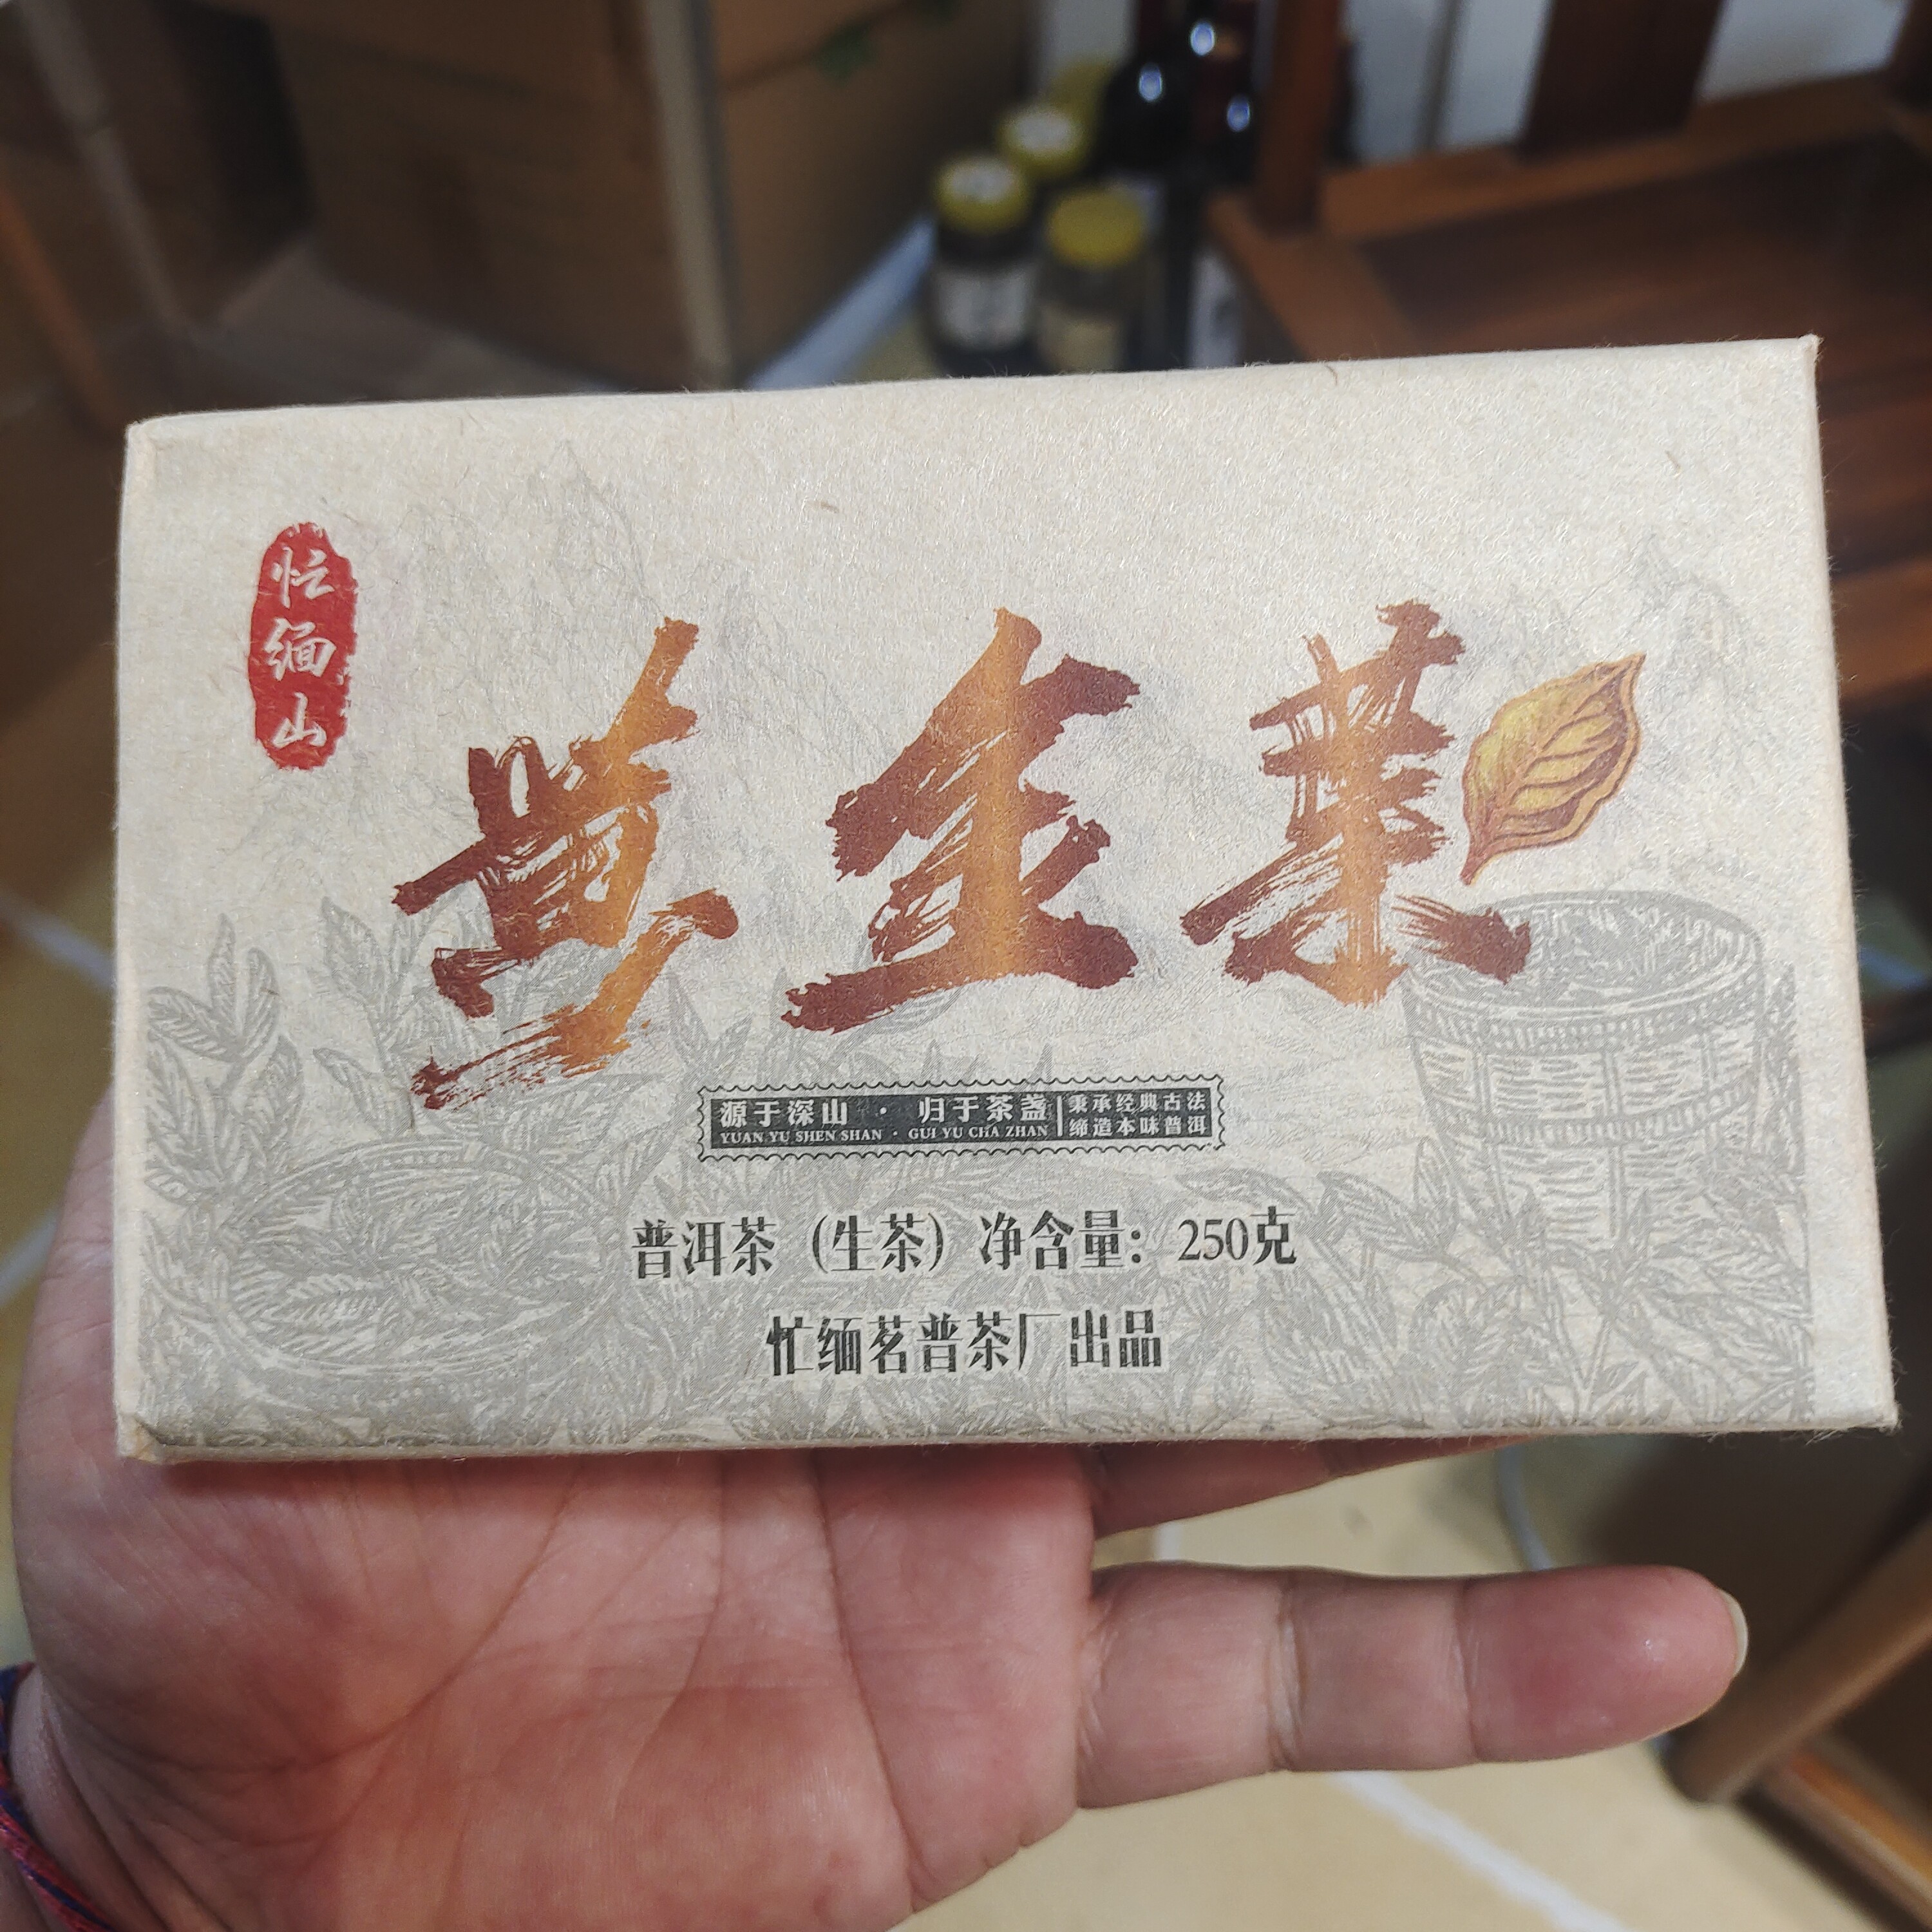 忙缅山
黄金叶
源于深山 · 归于茶盏
YUAN YU SHEN SHAN · GUI YU CHA ZHAN
秉承经典古法
缔造本味普洱
普洱茶（生茶）净含量：250克
忙缅茗普茶厂出品